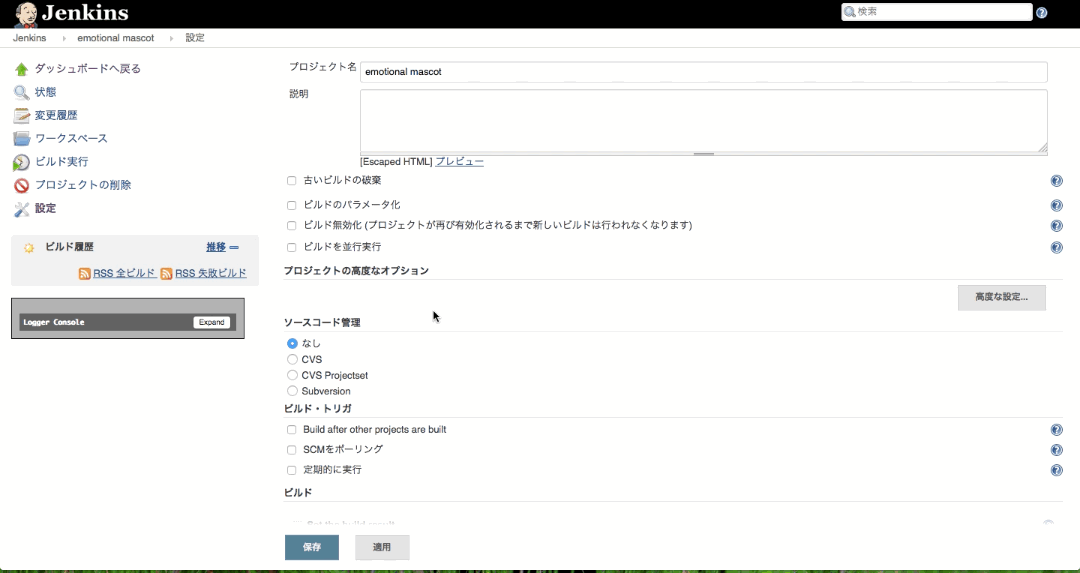 Jenkins
検索
Jenkins emotional mascot 設定
ダッシュボードへ戻る
状態
変更履歴
ワークスペース
ビルド実行
プロジェクトの削除
設定
ビルド履歴 推移
RSS 全ビルド RSS 失敗ビルド
Logger Console Expand
プロジェクト名 emotional mascot
説明
[Escaped HTML] プレビュー
古いビルドの破棄
ビルドのパラメータ化
ビルド無効化 (プロジェクトが再び有効化されるまで新しいビルドは行われなくなります)
ビルドを並行実行
プロジェクトの高度なオプション
高度な設定...
ソースコード管理
なし
CVS
CVS Projectset
Subversion
ビルド・トリガ
Build after other projects are built
SCMをポーリング
定期的に実行
ビルド
保存 適用